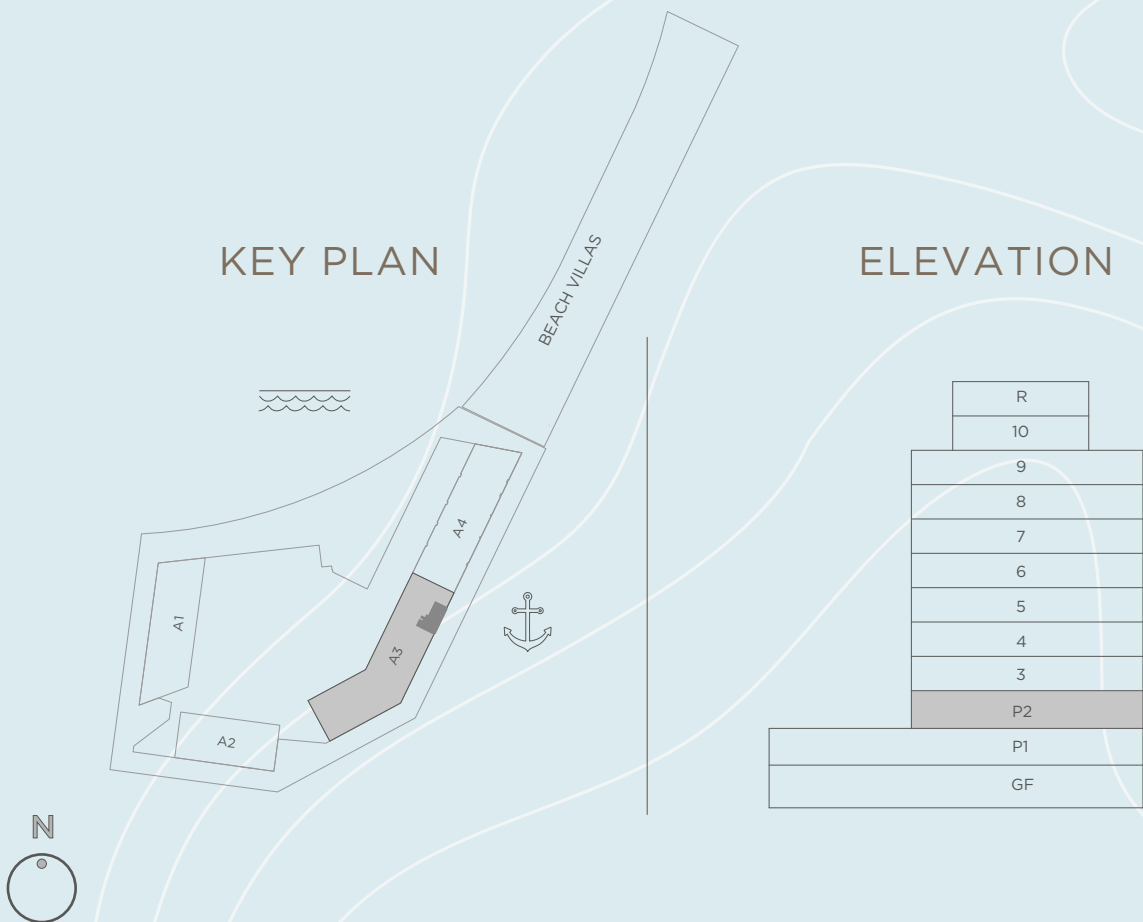 KEY PLAN
BEACH VILLAS
A4
A1
A3
A2
N
ELEVATION
R
10
9
8
7
6
5
4
3
P2
P1
GF